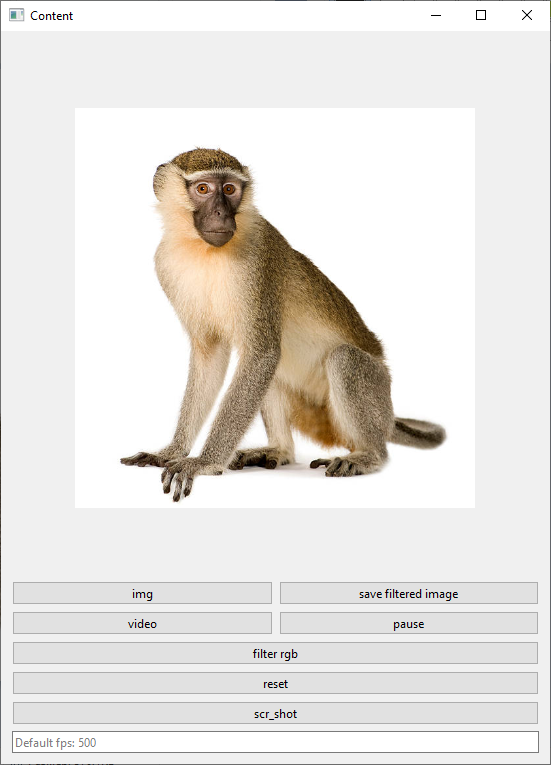 Content
img
save filtered image
video
pause
filter rgb
reset
scr_shot
Default fps: 500